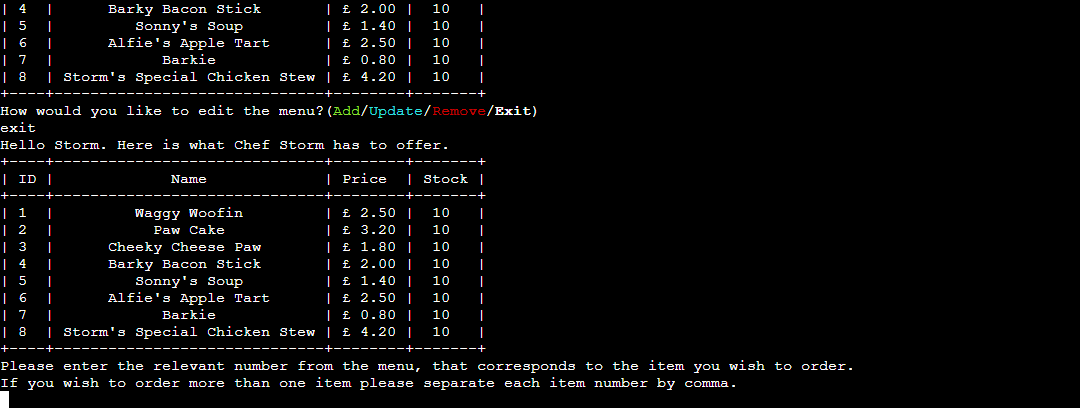 | 4  |      Barky Bacon Stick       | £ 2.00 |  10   |
| 5  |         Sonny's Soup         | £ 1.40 |  10   |
| 6  |      Alfie's Apple Tart      | £ 2.50 |  10   |
| 7  |            Barkie            | £ 0.80 |  10   |
| 8  | Storm's Special Chicken Stew | £ 4.20 |  10   |
+----+------------------------------+--------+-------+
How would you like to edit the menu?(Add/Update/Remove/Exit)
exit
Hello Storm. Here is what Chef Storm has to offer.
+----+------------------------------+--------+-------+
| ID |             Name             | Price  | Stock |
+----+------------------------------+--------+-------+
| 1  |         Waggy Woofin         | £ 2.50 |  10   |
| 2  |           Paw Cake           | £ 3.20 |  10   |
| 3  |      Cheeky Cheese Paw       | £ 1.80 |  10   |
| 4  |      Barky Bacon Stick       | £ 2.00 |  10   |
| 5  |         Sonny's Soup         | £ 1.40 |  10   |
| 6  |      Alfie's Apple Tart      | £ 2.50 |  10   |
| 7  |            Barkie            | £ 0.80 |  10   |
| 8  | Storm's Special Chicken Stew | £ 4.20 |  10   |
+----+------------------------------+--------+-------+
Please enter the relevant number from the menu, that corresponds to the item you wish to order.
If you wish to order more than one item please separate each item number by comma.